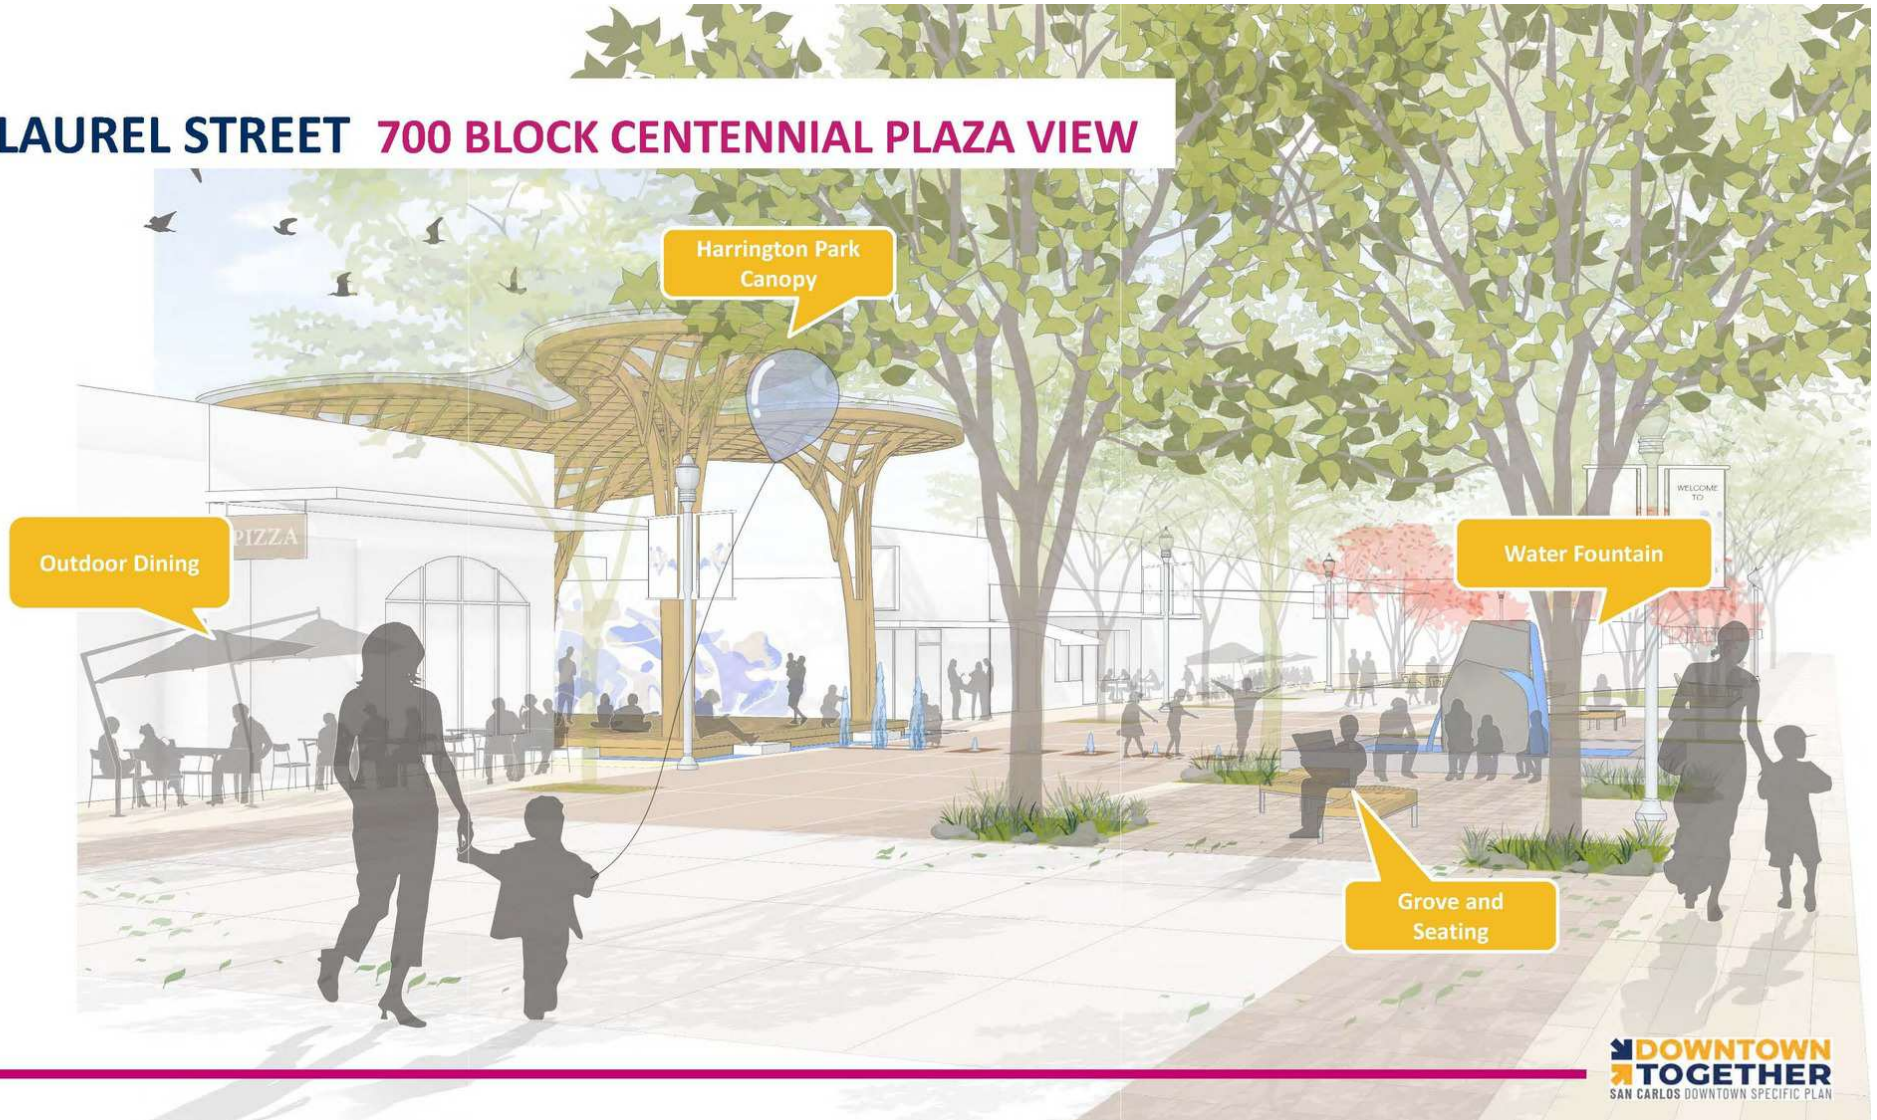 LAUREL STREET 700 BLOCK CENTENNIAL PLAZA VIEW
Harrington Park
Canopy
WELCOME
TO
PIZZA
Outdoor Dining
Water Fountain
Grove and
Seating
DOWNTOWN
TOGETHER
SAN CARLOS DOWNTOWN SPECIFIC PLAN